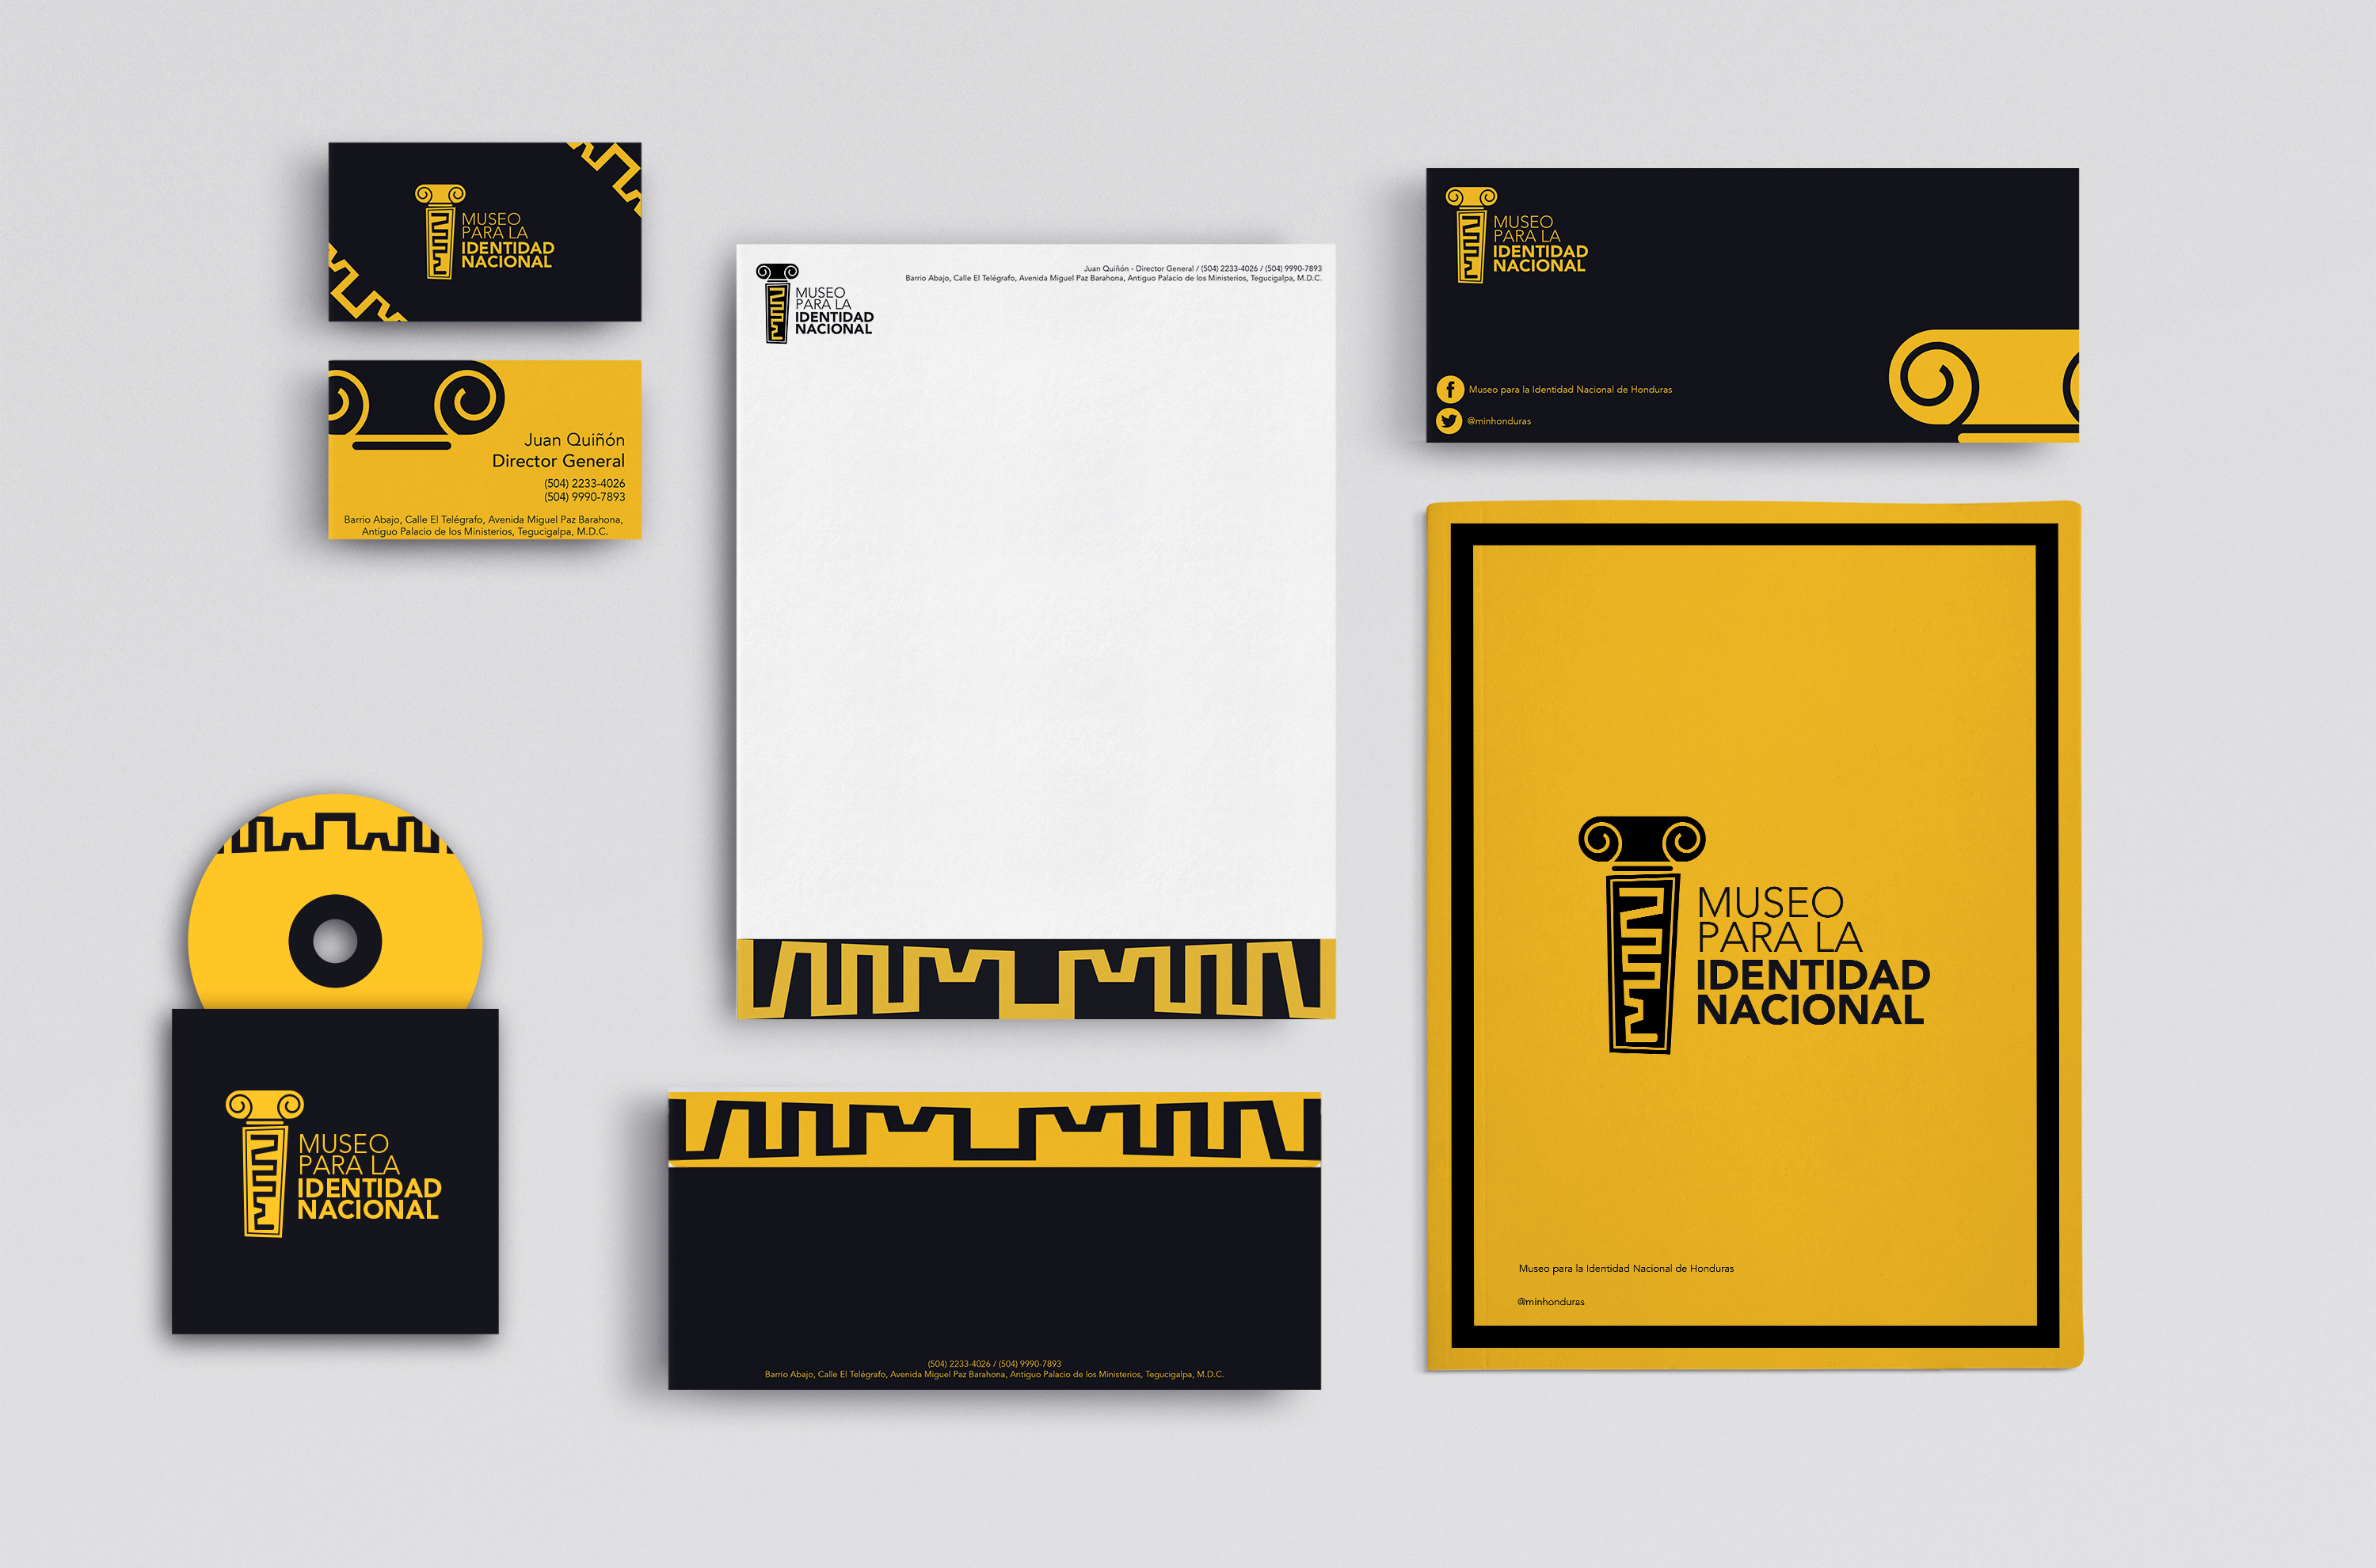 MUSEO
PARA LA
IDENTIDAD
NACIONAL
Juan Quiñón
Director General
(504) 2233-4026
(504) 9990-7893
Barrio Abajo, Calle El Telégrafo, Avenida Miguel Paz Barahona,
Antiguo Palacio de los Ministerios, Tegucigalpa, M.D.C.
MUSEO
PARA LA
IDENTIDAD
NACIONAL
Juan Quiñón - Director General / (504) 2233-4026 / (504) 9990-7893
Barrio Abajo, Calle El Telégrafo, Avenida Miguel Paz Barahona, Antiguo Palacio de los Ministerios, Tegucigalpa, M.D.C.
MUSEO
PARA LA
IDENTIDAD
NACIONAL
Museo para la Identidad Nacional de Honduras
@minhonduras
MUSEO
PARA LA
IDENTIDAD
NACIONAL
Museo para la Identidad Nacional de Honduras
@minhonduras
MUSEO
PARA LA
IDENTIDAD
NACIONAL
(504) 2233-4026 / (504) 9990-7893
Barrio Abajo, Calle El Telégrafo, Avenida Miguel Paz Barahona, Antiguo Palacio de los Ministerios, Tegucigalpa, M.D.C.